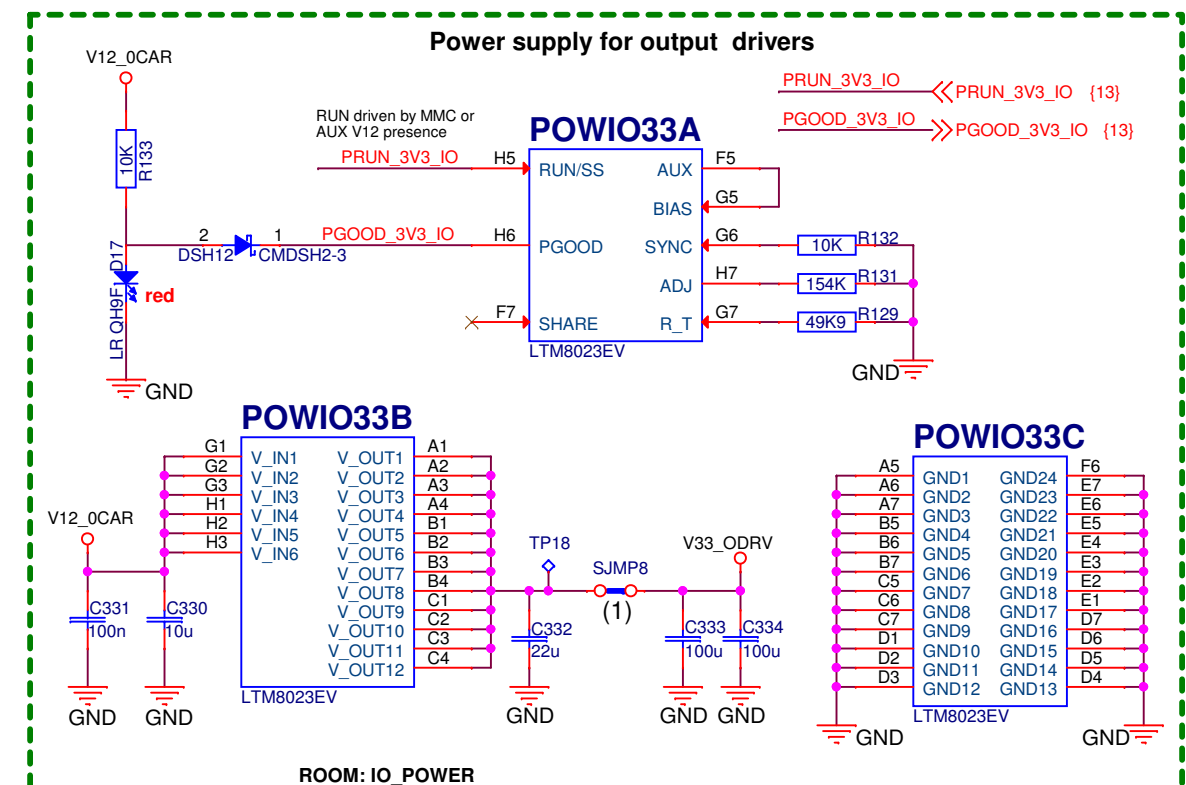 Power supply for output drivers
V12_0CAR
PRUN_3V3_IO
PRUN_3V3_IO {13}
PGOOD_3V3_IO
PGOOD_3V3_IO {13}
RUN driven by MMC or
AUX V12 presence
POWIO33A
10K
R133
PRUN_3V3_IO
H5
RUN/SS
AUX
F5
BIAS
G5
2
1
DSH12
CMDSH2-3
PGOOD_3V3_IO
H6
PGOOD
SYNC
G6
10K
R132
D17
LR QH9F
red
ADJ
H7
154K
R131
F7
SHARE
R_T
G7
49K9
R129
LTM8023EV
GND
GND
POWIO33B
G1 V_IN1 V_OUT1 A1
G2 V_IN2 V_OUT2 A2
G3 V_IN3 V_OUT3 A3
H1 V_IN4 V_OUT4 A4
H2 V_IN5 V_OUT5 B1
H3 V_IN6 V_OUT6 B2
V_OUT7 B3
V_OUT8 B4
V_OUT9 C1
V_OUT10 C2
V_OUT11 C3
V_OUT12 C4
LTM8023EV
V12_0CAR
C331
100n
C330
10u
GND
GND
TP18
SJMP8
(1)
V33_ODRV
C332
22u
C333
100u
C334
100u
GND
GND
GND
POWIO33C
A5 GND1 GND24 F6
A6 GND2 GND23 E7
A7 GND3 GND22 E6
B5 GND4 GND21 E5
B6 GND5 GND20 E4
B7 GND6 GND19 E3
C5 GND7 GND18 E2
C6 GND8 GND17 E1
C7 GND9 GND16 D7
D1 GND10 GND15 D6
D2 GND11 GND14 D5
D3 GND12 GND13 D4
LTM8023EV
GND
GND
ROOM: IO_POWER